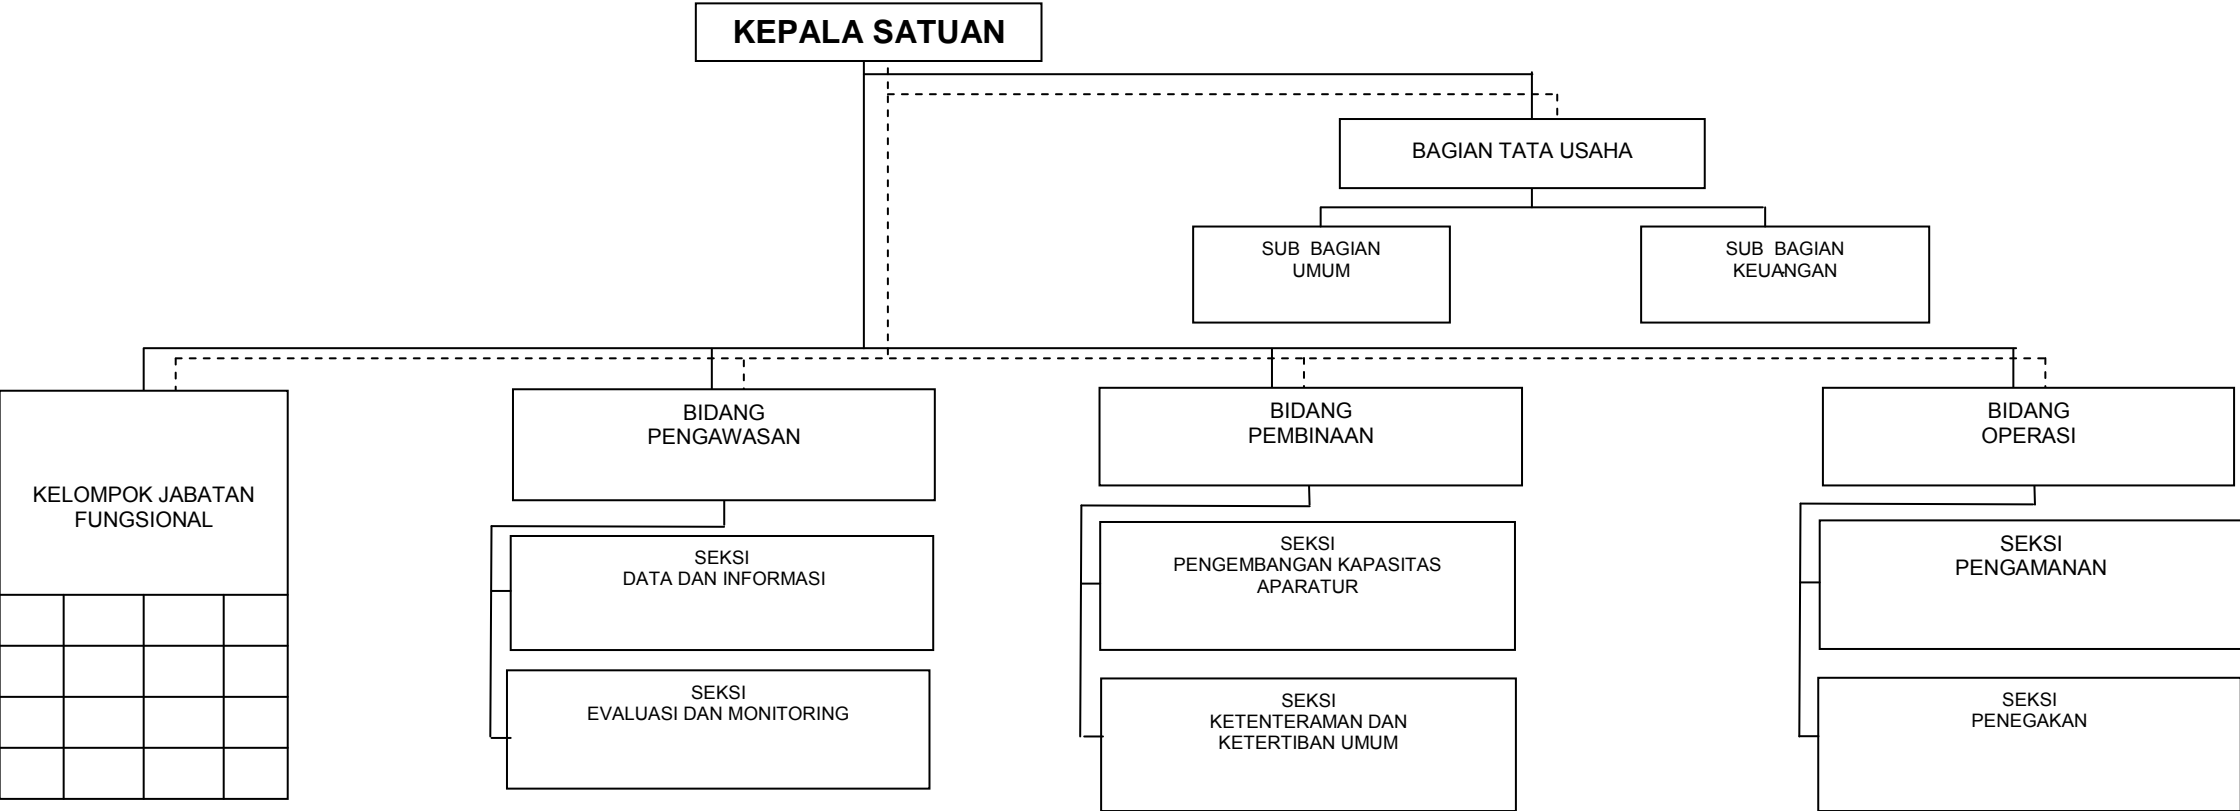 KEPALA SATUAN
BAGIAN TATA USAHA
SUB BAGIAN
UMUM
SUB BAGIAN
KEUANGAN
KELOMPOK JABATAN
FUNGSIONAL
BIDANG
PENGAWASAN
SEKSI
DATA DAN INFORMASI
SEKSI
EVALUASI DAN MONITORING
BIDANG
PEMBINAAN
SEKSI
PENGEMBANGAN KAPASITAS
APARATUR
SEKSI
KETENTERAMAN DAN
KETERTIBAN UMUM
BIDANG
OPERASI
SEKSI
PENGAMANAN
SEKSI
PENEGAKAN